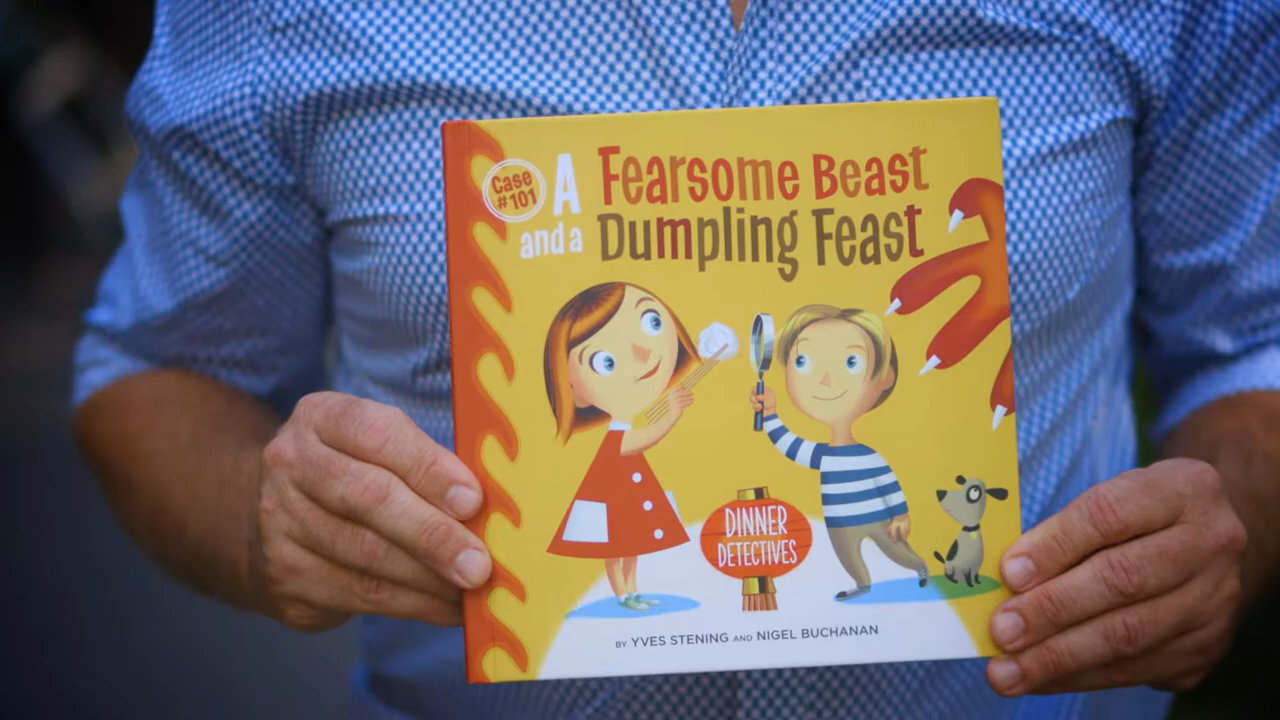 Case
#101
A Fearsome Beast
and a Dumpling Feast
DINNER
DETECTIVES
BY YVES STENING AND NIGEL BUCHANAN